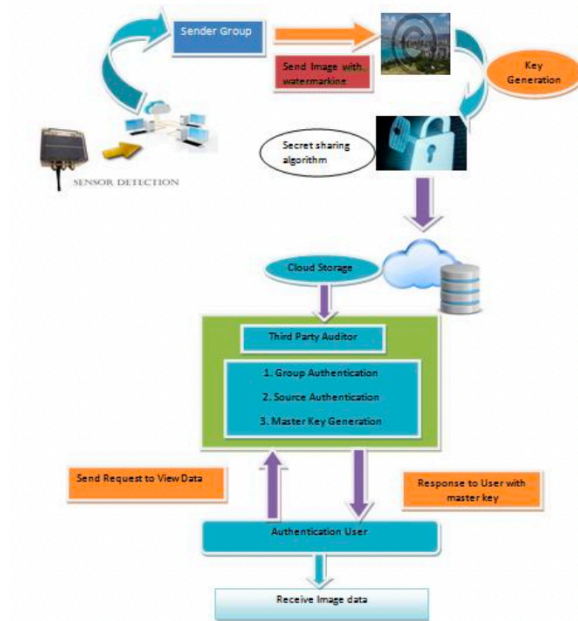 Sender Group
Send Image with
watermarkine
Key
Generation
Secret sharing
algorithm
SENSOR DETECTION
Cloud Storage
Third Party Auditor
1. Group Authentication
2. Source Authentication
3. Master Key Generation
Send Request to View Data
Response to User with
master key
Authentication User
Receive Image data